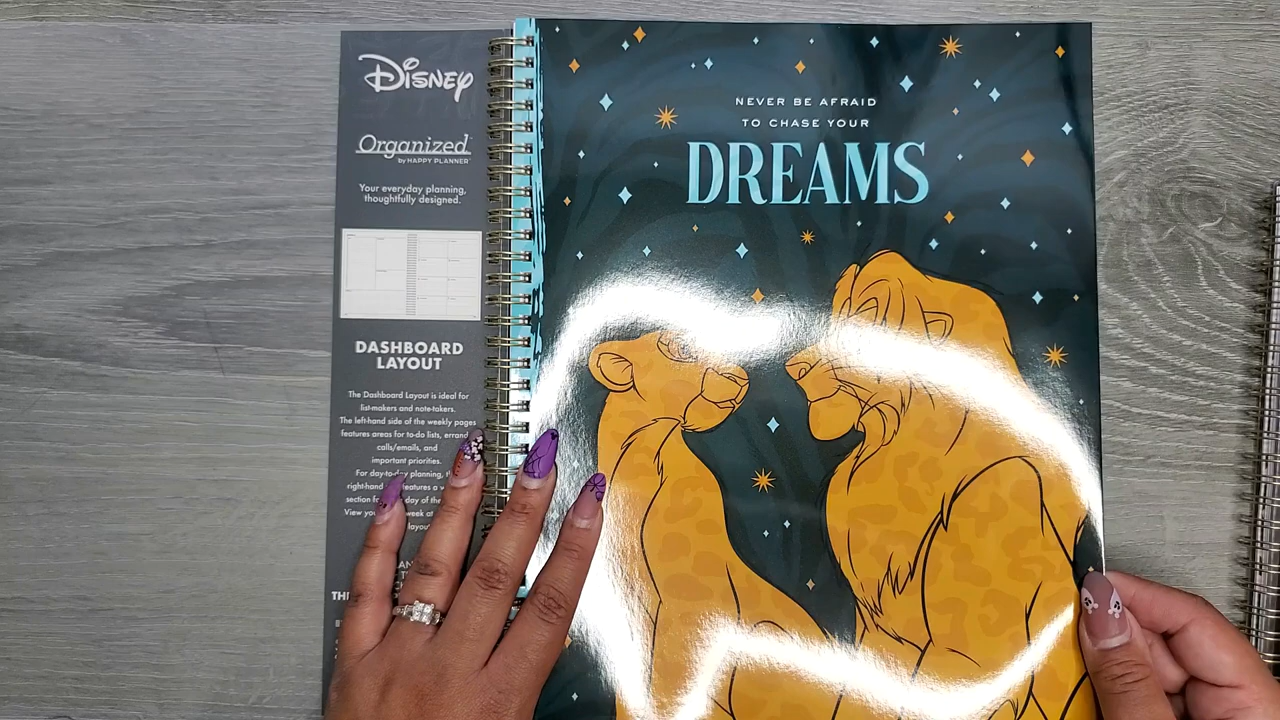 Disney
Organized
by HAPPY PLANNER
Your everyday planning,
thoughtfully designed.
DASHBOARD
LAYOUT
The Dashboard Layout is ideal for
list-makers and note-takers.
The left-hand side of the weekly pages
features areas for to-do lists, errands,
calls/emails, and
important priorities.
For day-to-day planning,
right-hand features a
section day of the
View week at
NEVER BE AFRAID
TO CHASE YOUR
DREAMS